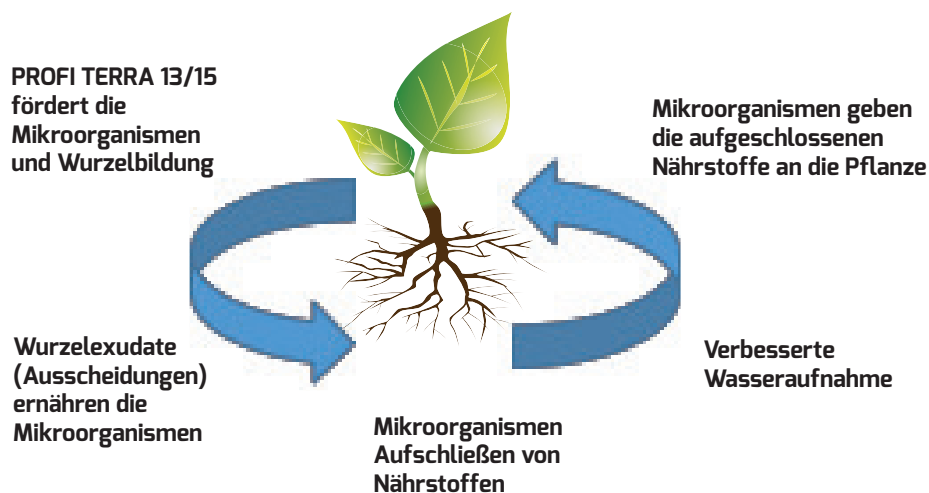 PROFI TERRA 13/15
fördert die
Mikroorganismen
und Wurzelbildung
Mikroorganismen geben
die aufgeschlossenen
Nährstoffe an die Pflanze
Wurzelexudate
(Ausscheidungen)
ernähren die
Mikroorganismen
Mikroorganismen
Aufschließen von
Nährstoffen
Verbesserte
Wasseraufnahme